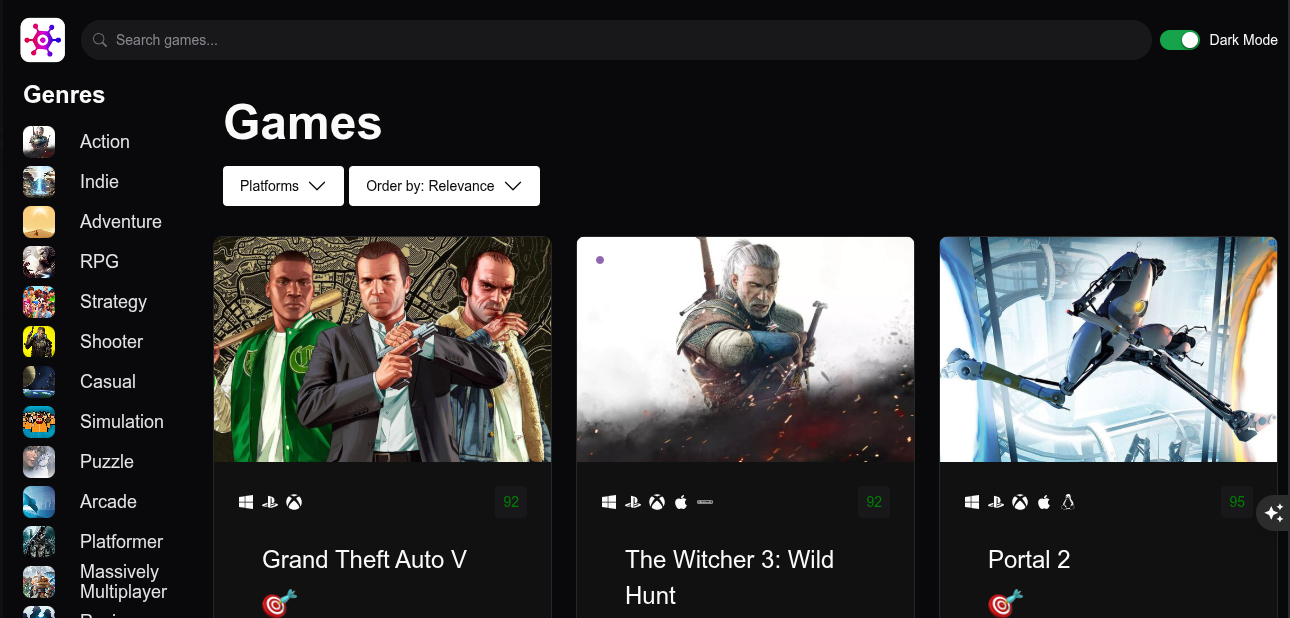 Search games...
Dark Mode
Genres
Action
Indie
Adventure
RPG
Strategy
Shooter
Casual
Simulation
Puzzle
Arcade
Platformer
Massively
Multiplayer
Games
Platforms
Order by: Relevance
92
Grand Theft Auto V
92
The Witcher 3: Wild
Hunt
95
Portal 2